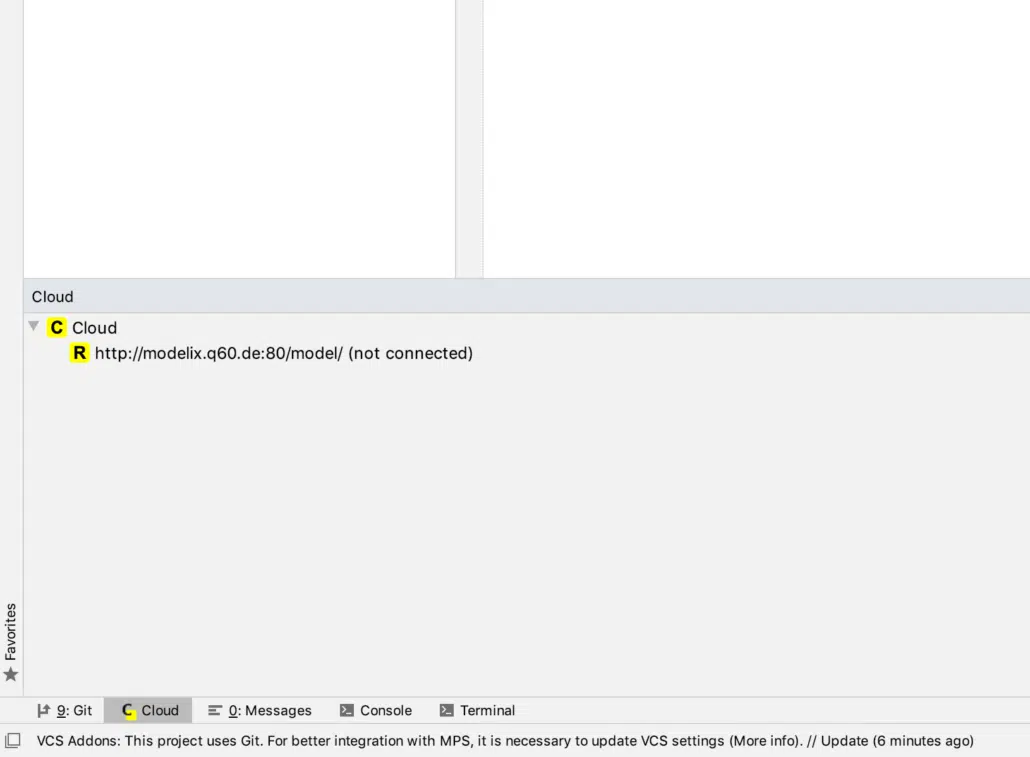 Cloud
C Cloud
R http://modelix.q60.de:80/model/ (not connected)
Favorites
9: Git C Cloud 0: Messages Console Terminal
VCS Addons: This project uses Git. For better integration with MPS, it is necessary to update VCS settings (More info). // Update (6 minutes ago)